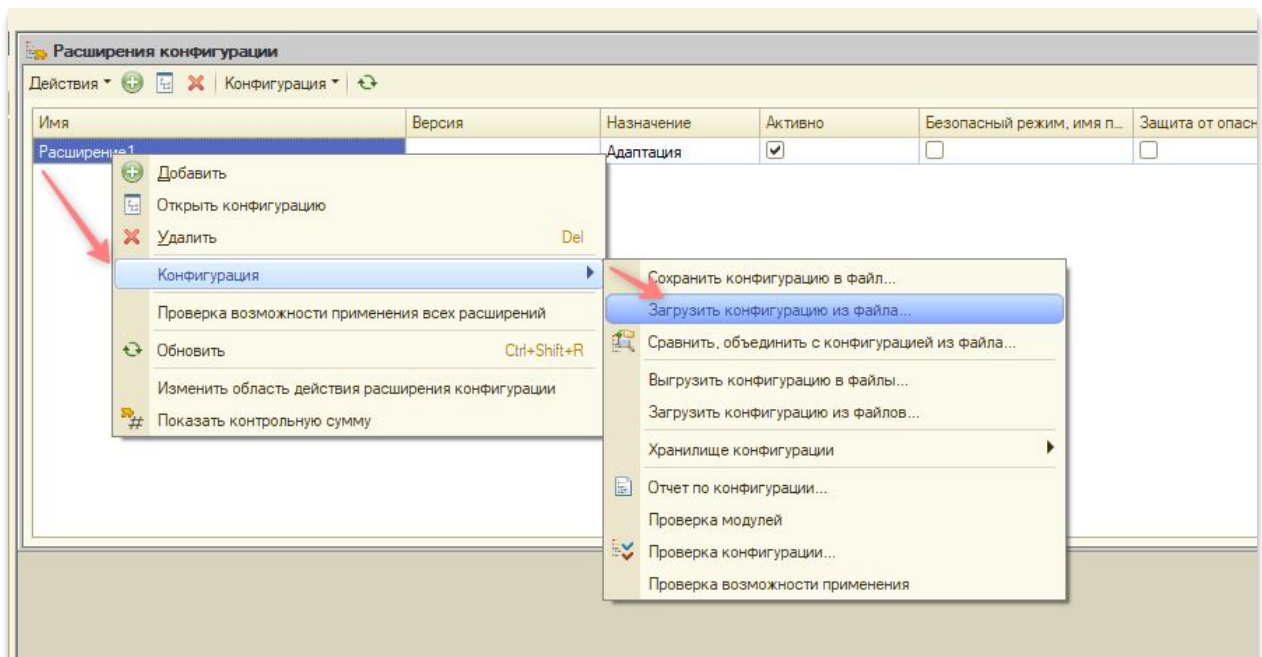 Расширения конфигурации
Действия Конфигурация
Имя Версия Назначение Активно Безопасный режим, имя п... Защита от опасн
Расширение1 Адаптация
Добавить
Открыть конфигурацию
Удалить Del
Конфигурация
Проверка возможности применения всех расширений
Обновить Ctrl+Shift+R
Изменить область действия расширения конфигурации
Показать контрольную сумму
Сохранить конфигурацию в файл...
Загрузить конфигурацию из файла...
Сравнить, объединить с конфигурацией из файла...
Выгрузить конфигурацию в файлы...
Загрузить конфигурацию из файлов...
Хранилище конфигурации
Отчет по конфигурации...
Проверка модулей
Проверка конфигурации...
Проверка возможности применения